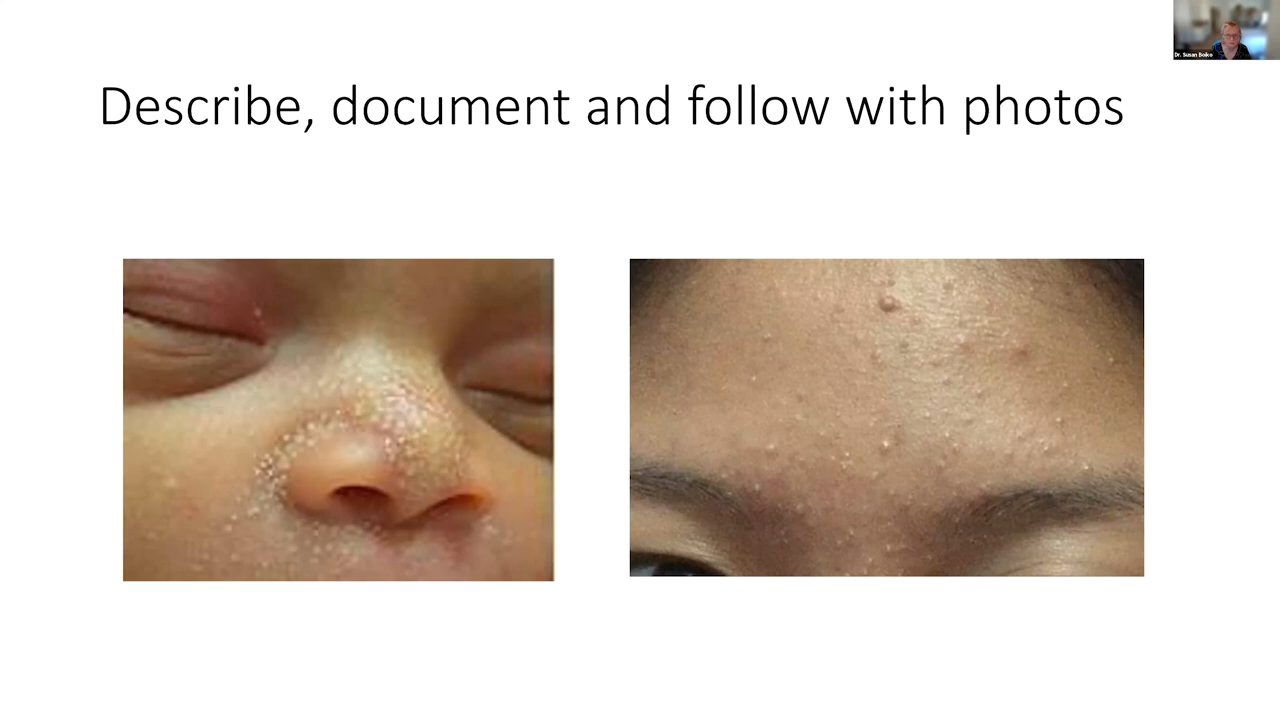 Describe, document and follow with photos
Dr. Susan Boiko